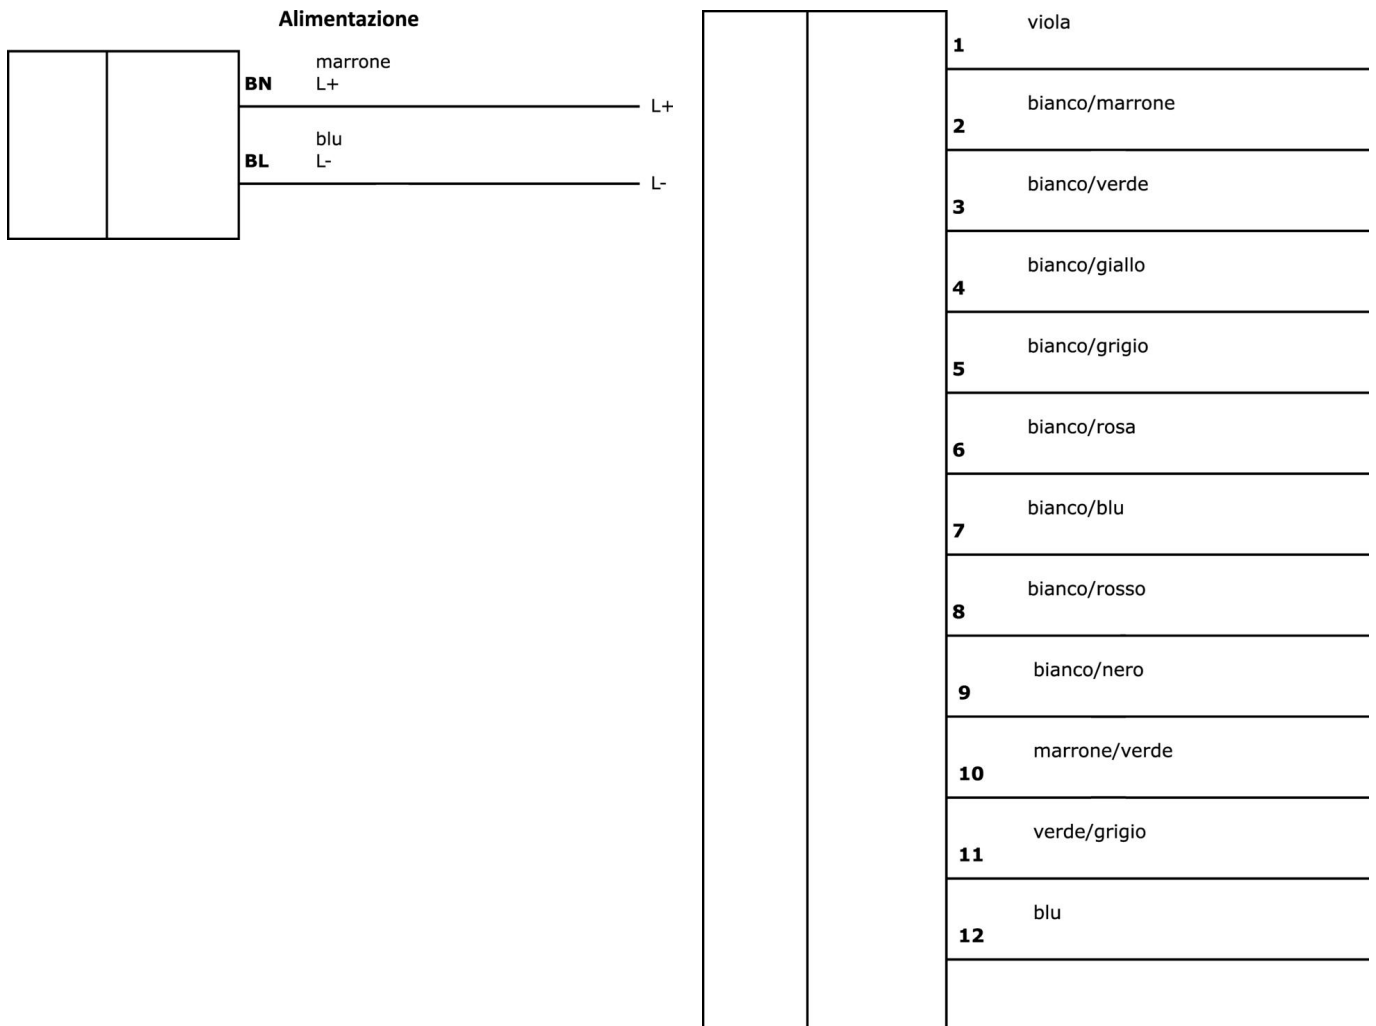 Alimentazione
marrone
BN L+
L+
blu
BL L-
L-
viola
1
bianco/marrone
2
bianco/verde
3
bianco/giallo
4
bianco/grigio
5
bianco/rosa
6
bianco/blu
7
bianco/rosso
8
bianco/nero
9
marrone/verde
10
verde/grigio
11
blu
12